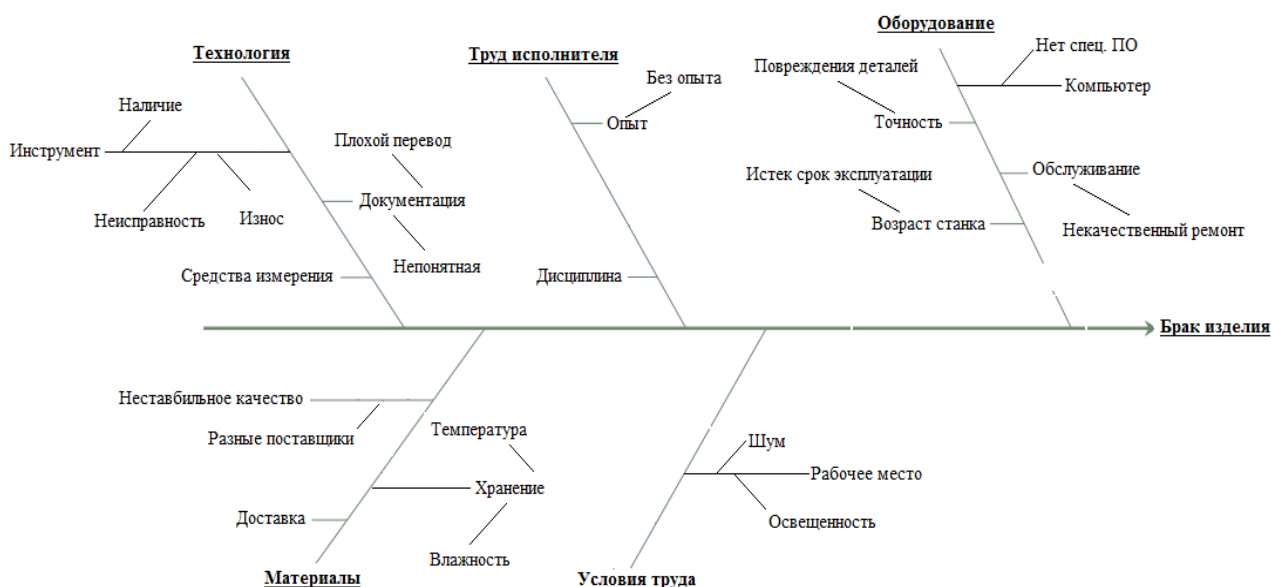 Оборудование
Технология
Труд исполнителя
Нет спец. ПО
Повреждения деталей
Без опыта
Компьютер
Наличие
Опыт
Точность
Плохой перевод
Инструмент
Истек срок эксплуатации
Обслуживание
Документация
Неисправность
Износ
Возраст станка
Некачественный ремонт
Непонятная
Средства измерения
Дисциплина
Брак изделия
Неставбильное качество
Разные поставщики
Температура
Шум
Рабочее место
Хранение
Доставка
Освещенность
Влажность
Материалы
Условия труда